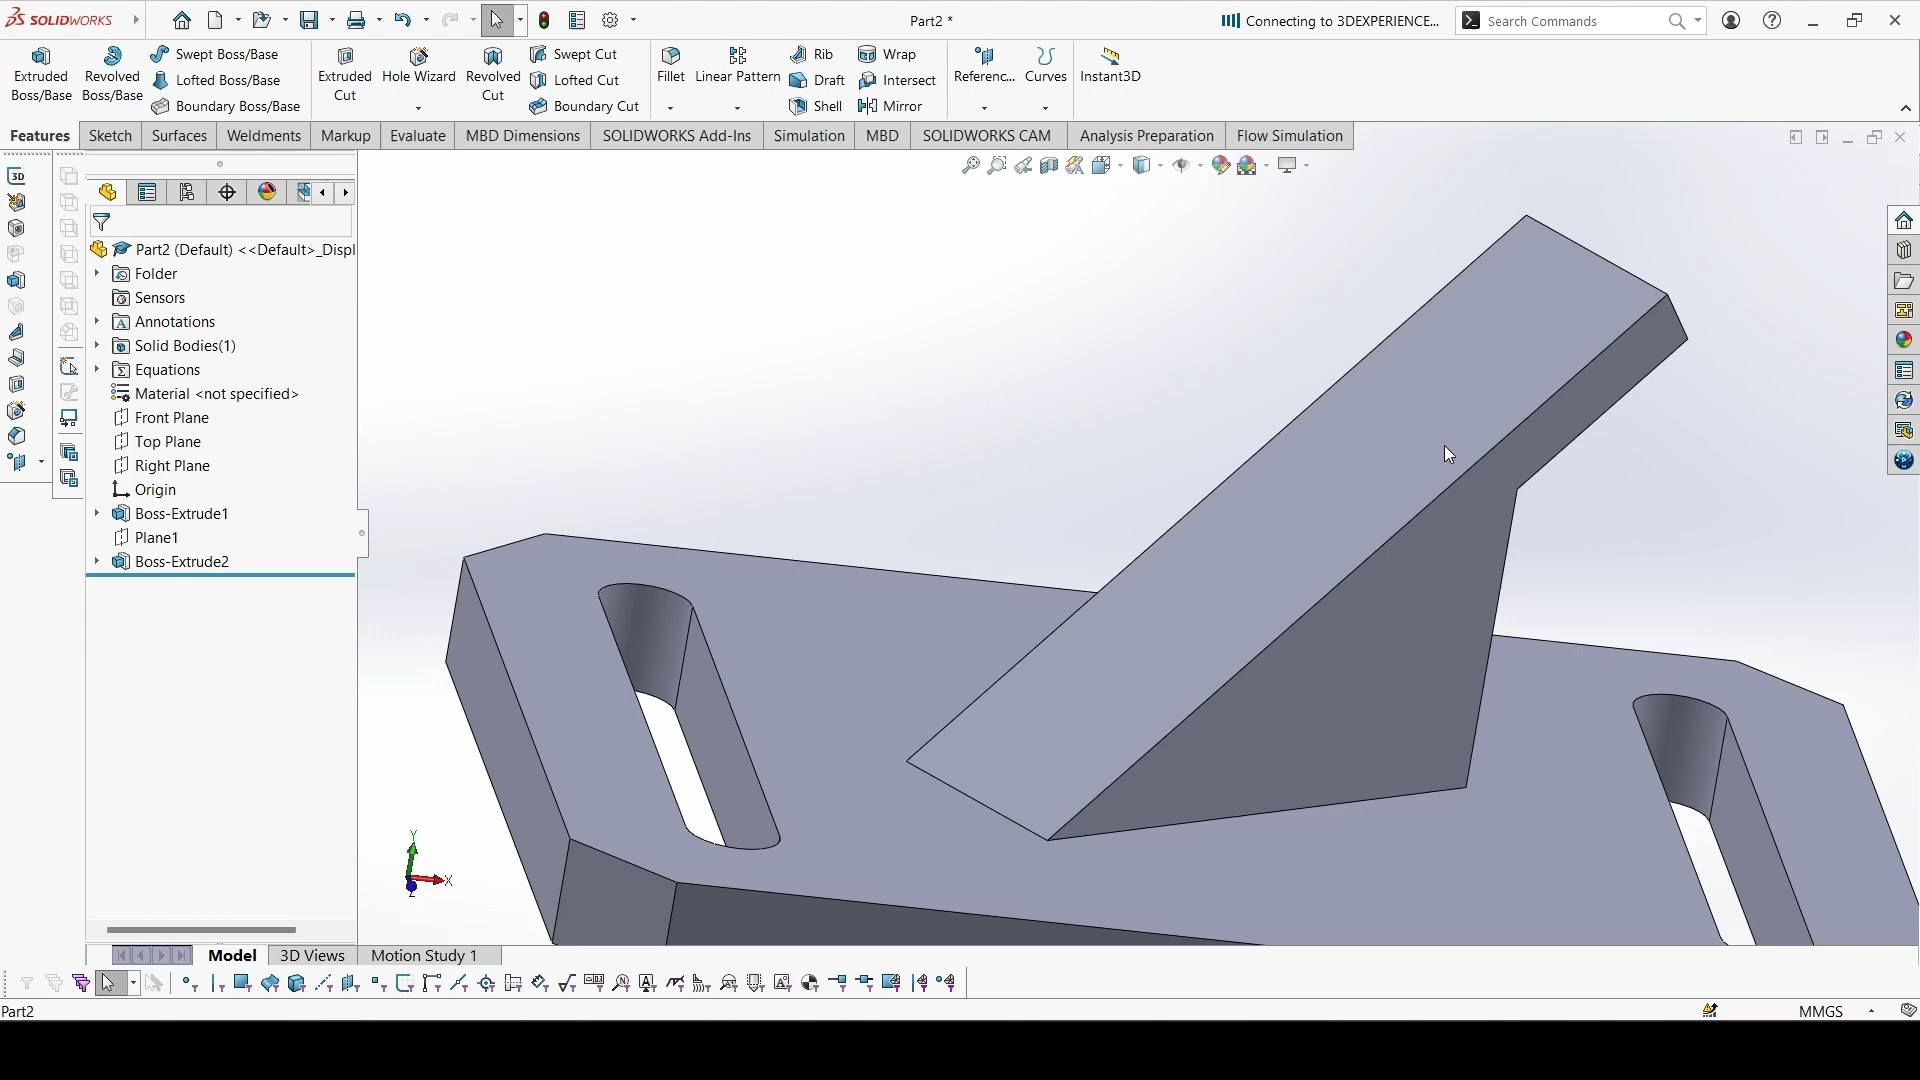 SOLIDWORKS
Part2 *
Connecting to 3DEXPERIENCE...
Search Commands
Extruded Boss/Base
Revolved Boss/Base
Swept Boss/Base
Lofted Boss/Base
Boundary Boss/Base
Extruded Cut
Hole Wizard
Revolved Cut
Swept Cut
Lofted Cut
Boundary Cut
Fillet
Linear Pattern
Rib
Draft
Shell
Wrap
Intersect
Mirror
Referenc...
Curves
Instant3D
Features
Sketch
Surfaces
Weldments
Markup
Evaluate
MBD Dimensions
SOLIDWORKS Add-Ins
Simulation
MBD
SOLIDWORKS CAM
Analysis Preparation
Flow Simulation
3D
Part2 (Default) <<Default>_Displ
Folder
Sensors
Annotations
Solid Bodies(1)
Equations
Material <not specified>
Front Plane
Top Plane
Right Plane
Origin
Boss-Extrude1
Plane1
Boss-Extrude2
Y
X
Z
Model
3D Views
Motion Study 1
Part2
MMGS